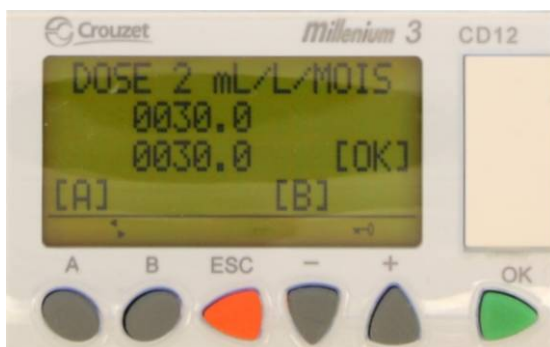 Crouzet millenium 3 CD12
DOSE 2 mL/L/MOIS
0030.0
0030.0 [OK]
[A] [B]
A B ESC − + OK